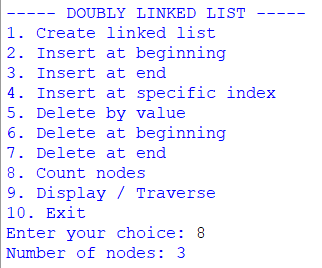 ----- DOUBLY LINKED LIST -----
1. Create linked list
2. Insert at beginning
3. Insert at end
4. Insert at specific index
5. Delete by value
6. Delete at beginning
7. Delete at end
8. Count nodes
9. Display / Traverse
10. Exit
Enter your choice: 8
Number of nodes: 3